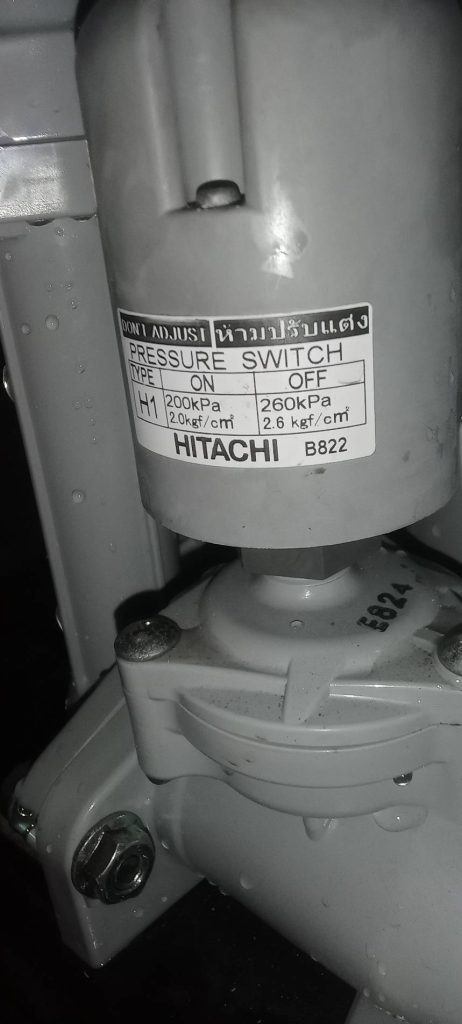 DON'T ADJUST ห้ามปรับแต่ง
PRESSURE SWITCH
TYPE ON OFF
H1 200kPa 260kPa
2.0kgf/cm² 2.6 kgf/cm²
HITACHI B822
E824